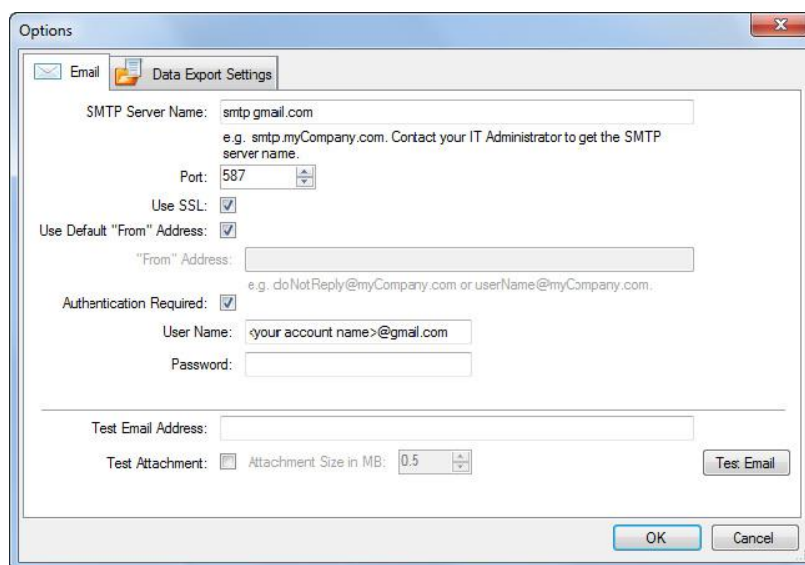 Options
Email
Data Export Settings
SMTP Server Name: smtp.gmail.com
e.g. smtp.myCompany.com. Contact your IT Administrator to get the SMTP
server name.
Port: 587
Use SSL:
Use Default "From" Address:
"From" Address:
e.g. doNotReply@myCompany.com or userName@myCompany.com.
Authentication Required:
User Name: <your account name>@gmail.com
Password:
Test Email Address:
Test Attachment: Attachment Size in MB: 0.5
Test Email
OK
Cancel